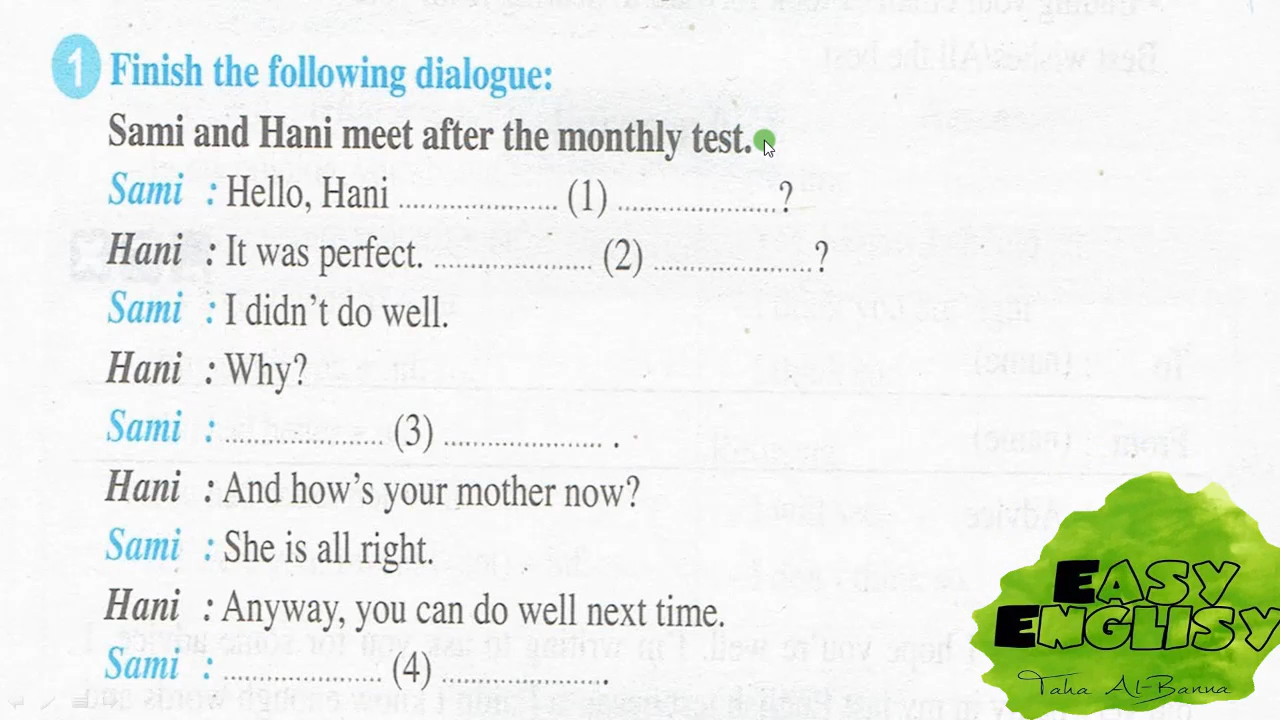 1 Finish the following dialogue:
Sami and Hani meet after the monthly test.
Sami : Hello, Hani .................... (1) ....................?
Hani : It was perfect. .................... (2) ....................?
Sami : I didn't do well.
Hani : Why?
Sami : .................... (3) .................... .
Hani : And how's your mother now?
Sami : She is all right.
Hani : Anyway, you can do well next time.
Sami : .................... (4) .....................
EASY
ENGLISY
Taha Al-Banna